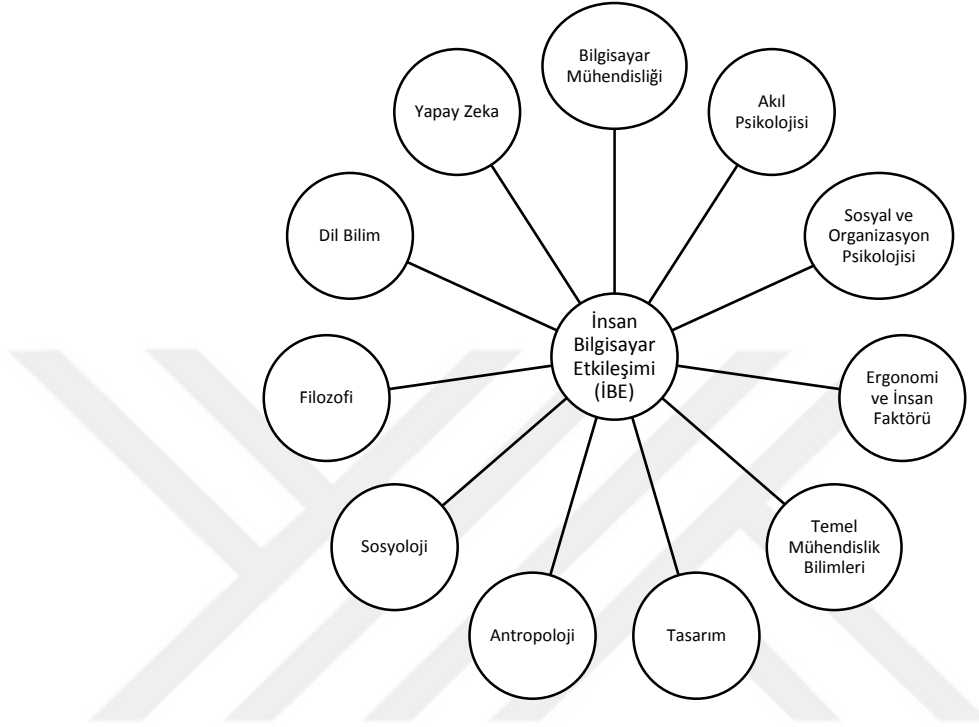 Bilgisayar
Mühendisliği
Akıl
Psikolojisi
Sosyal ve
Organizasyon
Psikolojisi
Ergonomi
ve İnsan
Faktörü
Temel
Mühendislik
Bilimleri
Tasarım
Antropoloji
Sosyoloji
Filozofi
Dil Bilim
Yapay Zeka
İnsan
Bilgisayar
Etkileşimi
(İBE)